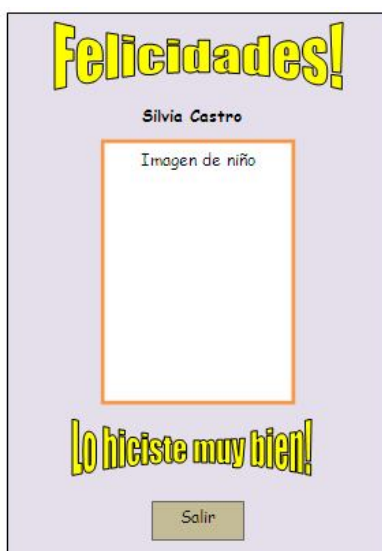 Felicidades!
Silvia Castro
Imagen de niño
Lo hiciste muy bien!
Salir